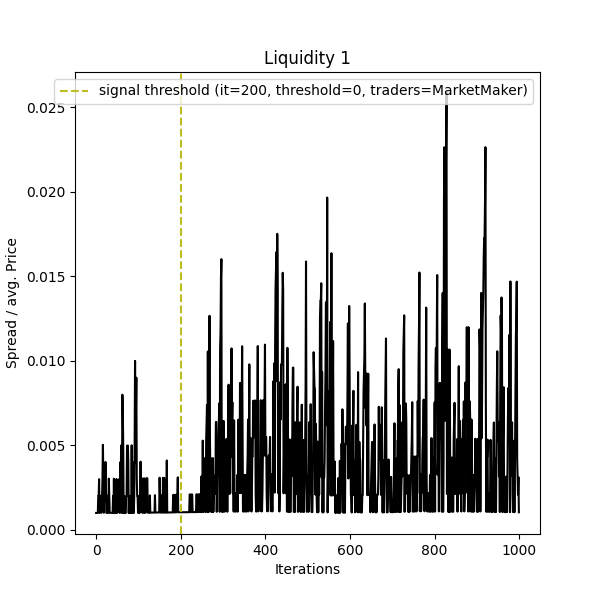 Liquidity 1
signal threshold (it=200, threshold=0, traders=MarketMaker)
0.025
0.020
0.015
0.010
0.005
0.000
Spread / avg. Price
0 200 400 600 800 1000
Iterations